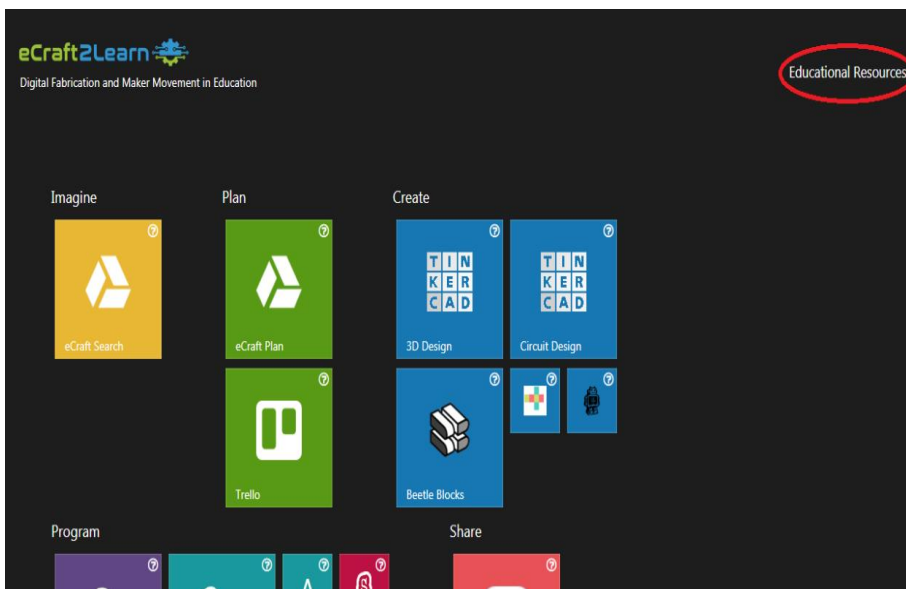 eCraft2Learn
Digital Fabrication and Maker Movement in Education
Educational Resources
Imagine
Plan
Create
eCraft Search
eCraft Plan
TIN
KER
CAD
3D Design
TIN
KER
CAD
Circuit Design
Trello
Beetle Blocks
Program
Share